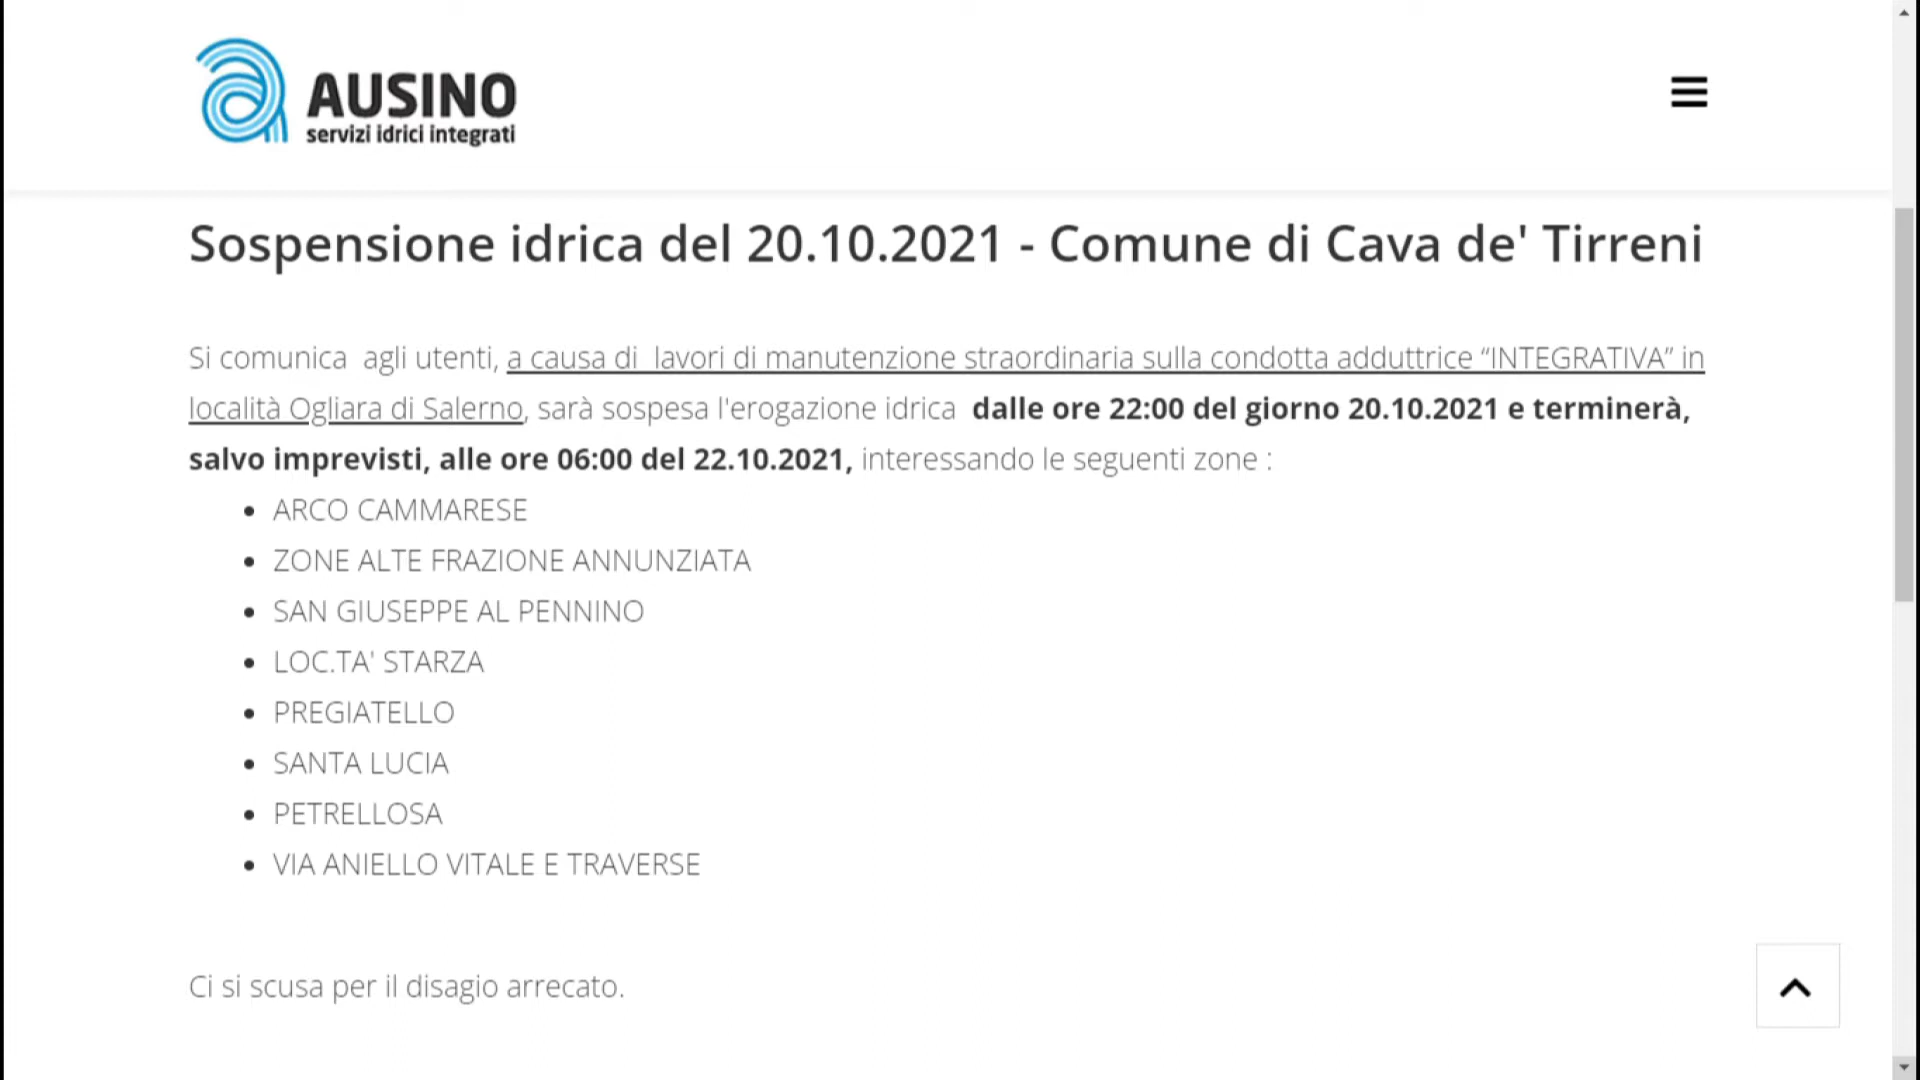 AUSINO
servizi idrici integrati
Sospensione idrica del 20.10.2021 - Comune di Cava de' Tirreni
Si comunica  agli utenti, a causa di  lavori di manutenzione straordinaria sulla condotta adduttrice “INTEGRATIVA” in
località Ogliara di Salerno, sarà sospesa l'erogazione idrica  dalle ore 22:00 del giorno 20.10.2021 e terminerà,
salvo imprevisti, alle ore 06:00 del 22.10.2021, interessando le seguenti zone :
• ARCO CAMMARESE
• ZONE ALTE FRAZIONE ANNUNZIATA
• SAN GIUSEPPE AL PENNINO
• LOC.TA' STARZA
• PREGIATELLO
• SANTA LUCIA
• PETRELLOSA
• VIA ANIELLO VITALE E TRAVERSE
Ci si scusa per il disagio arrecato.